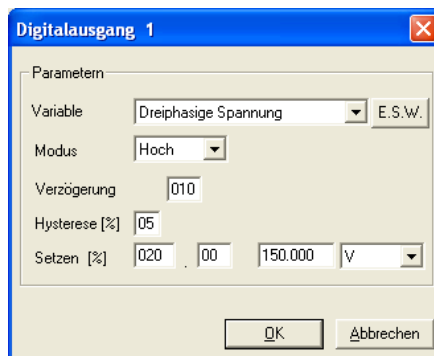 Digitalausgang 1
Parametern
Variable Dreiphasige Spannung E.S.W.
Modus Hoch
Verzögerung 010
Hysterese [%] 05
Setzen [%] 020 . 00 150.000 V
OK Abbrechen